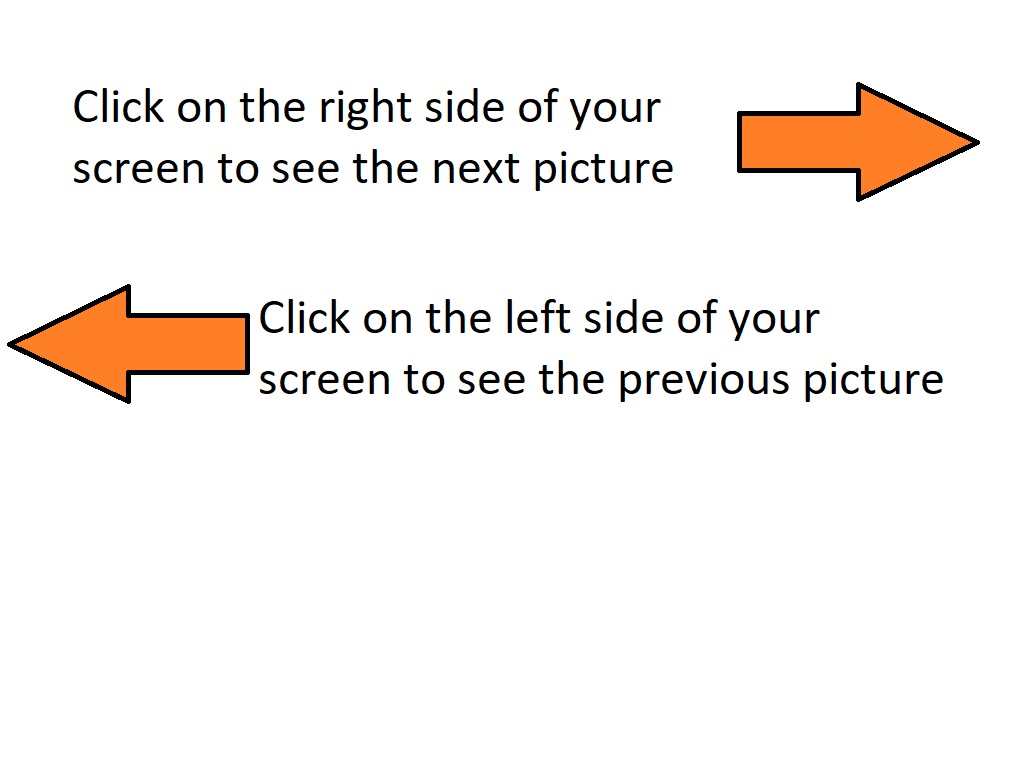 Click on the right side of your
screen to see the next picture
Click on the left side of your
screen to see the previous picture